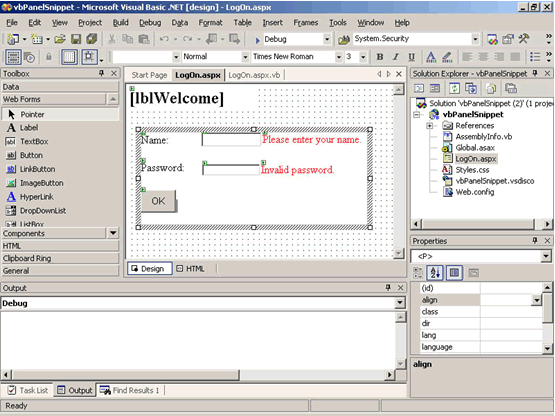 vbPanelSnippet - Microsoft Visual Basic .NET [design] - LogOn.aspx
File Edit View Project Build Debug Data Format Table Insert Frames Tools Window Help
Debug System.Security
Normal Times New Roman 3 B I U A
Toolbox
Data
Web Forms
Pointer
Label
TextBox
Button
LinkButton
ImageButton
HyperLink
DropDownList
ListBox
Components
HTML
Clipboard Ring
General
Start Page LogOn.aspx LogOn.aspx.vb
[lblWelcome]
Name: Please enter your name.
Password: Invalid password.
OK
Design HTML
Solution Explorer - vbPanelSnippet
Solution 'vbPanelSnippet (2)' (1 project)
vbPanelSnippet
References
AssemblyInfo.vb
Global.asax
LogOn.aspx
Styles.css
vbPanelSnippet.vsdisco
Web.config
Properties
<P>
(id)
align
class
dir
lang
language
align
Output
Debug
Task List Output Find Results 1
Ready